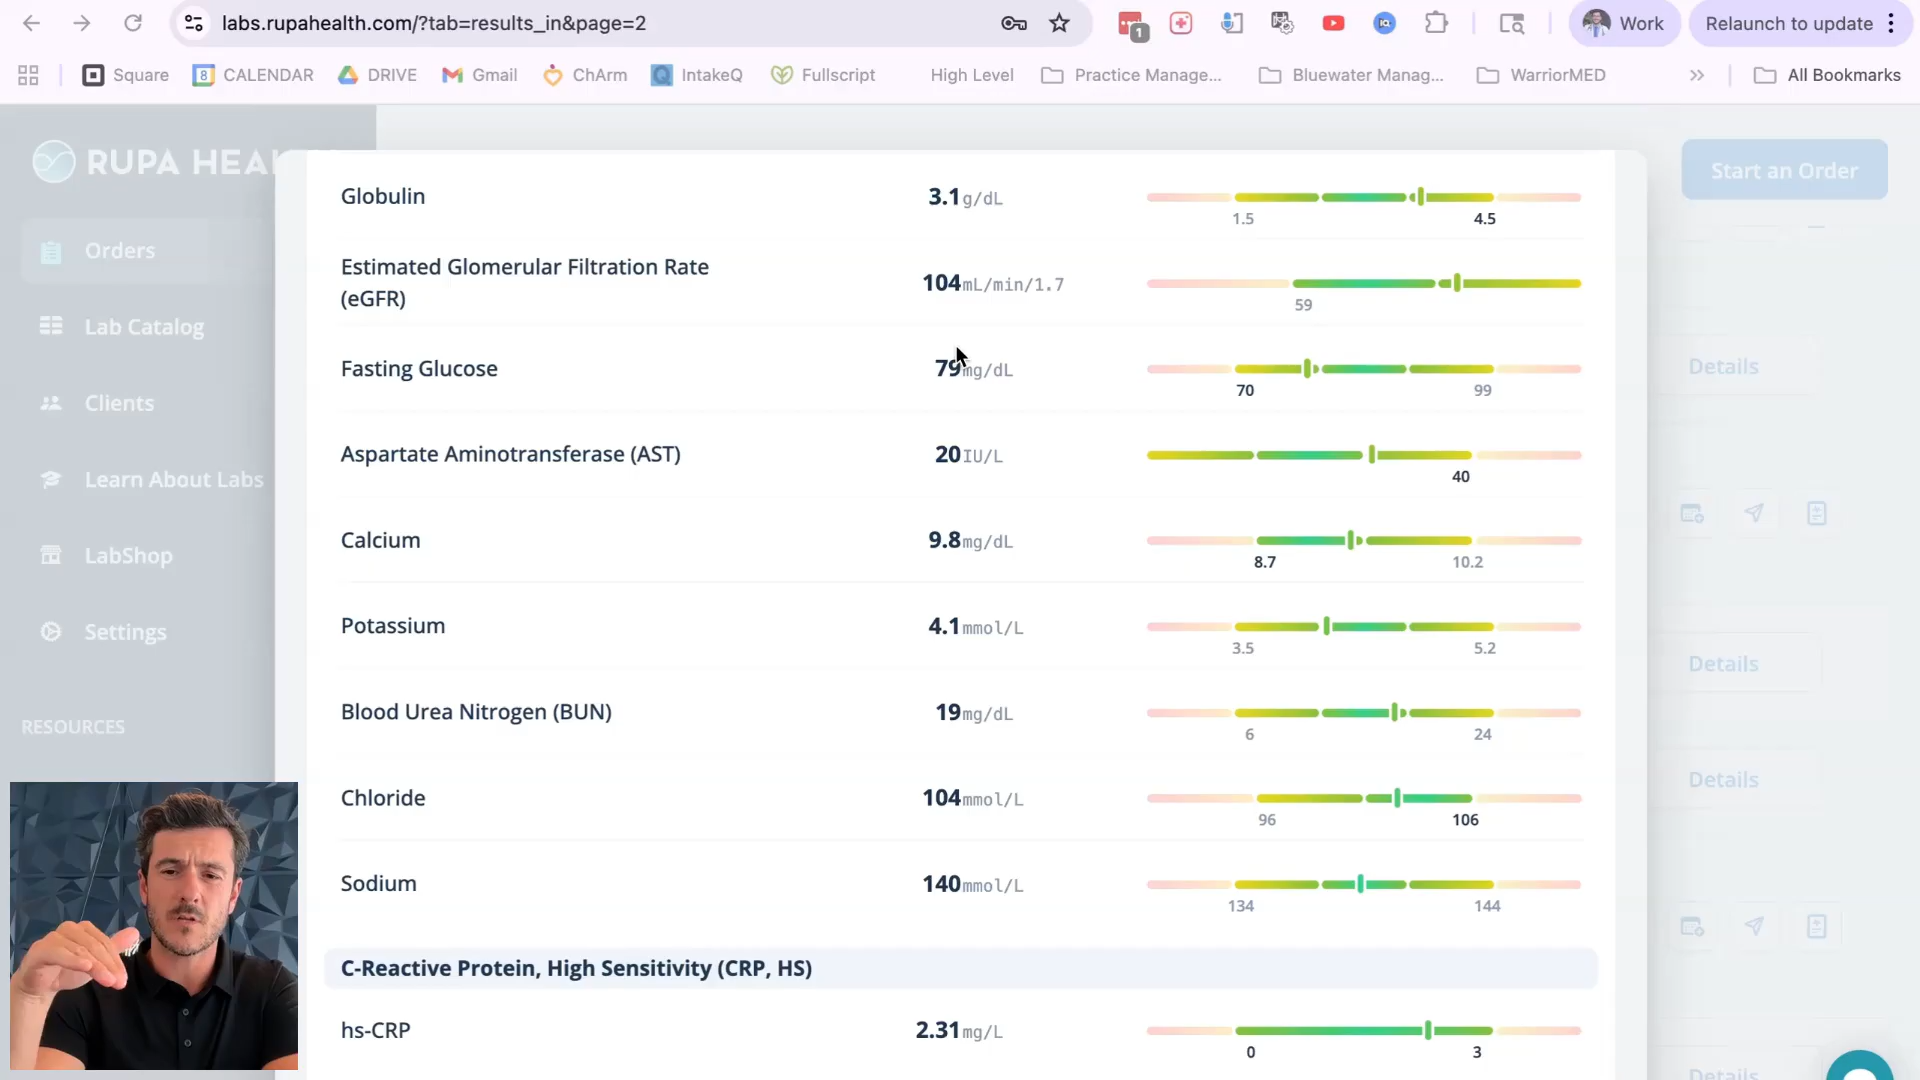 labs.rupahealth.com/?tab=results_in&page=2
1
Work
Relaunch to update
Square
8
CALENDAR
DRIVE
Gmail
ChArm
IntakeQ
Fullscript
High Level
Practice Manage...
Bluewater Manag...
WarriorMED
All Bookmarks
RUPA HEA
Start an Order
Orders
Lab Catalog
Clients
Learn About Labs
LabShop
Settings
RESOURCES
Globulin 3.1 g/dL
1.5 4.5
Estimated Glomerular Filtration Rate
(eGFR) 104 mL/min/1.7
59
Fasting Glucose 79 mg/dL
70 99
Aspartate Aminotransferase (AST) 20 IU/L
40
Calcium 9.8 mg/dL
8.7 10.2
Potassium 4.1 mmol/L
3.5 5.2
Blood Urea Nitrogen (BUN) 19 mg/dL
6 24
Chloride 104 mmol/L
96 106
Sodium 140 mmol/L
134 144
C-Reactive Protein, High Sensitivity (CRP, HS)
hs-CRP 2.31 mg/L
0 3
Details
Details
Details
Details